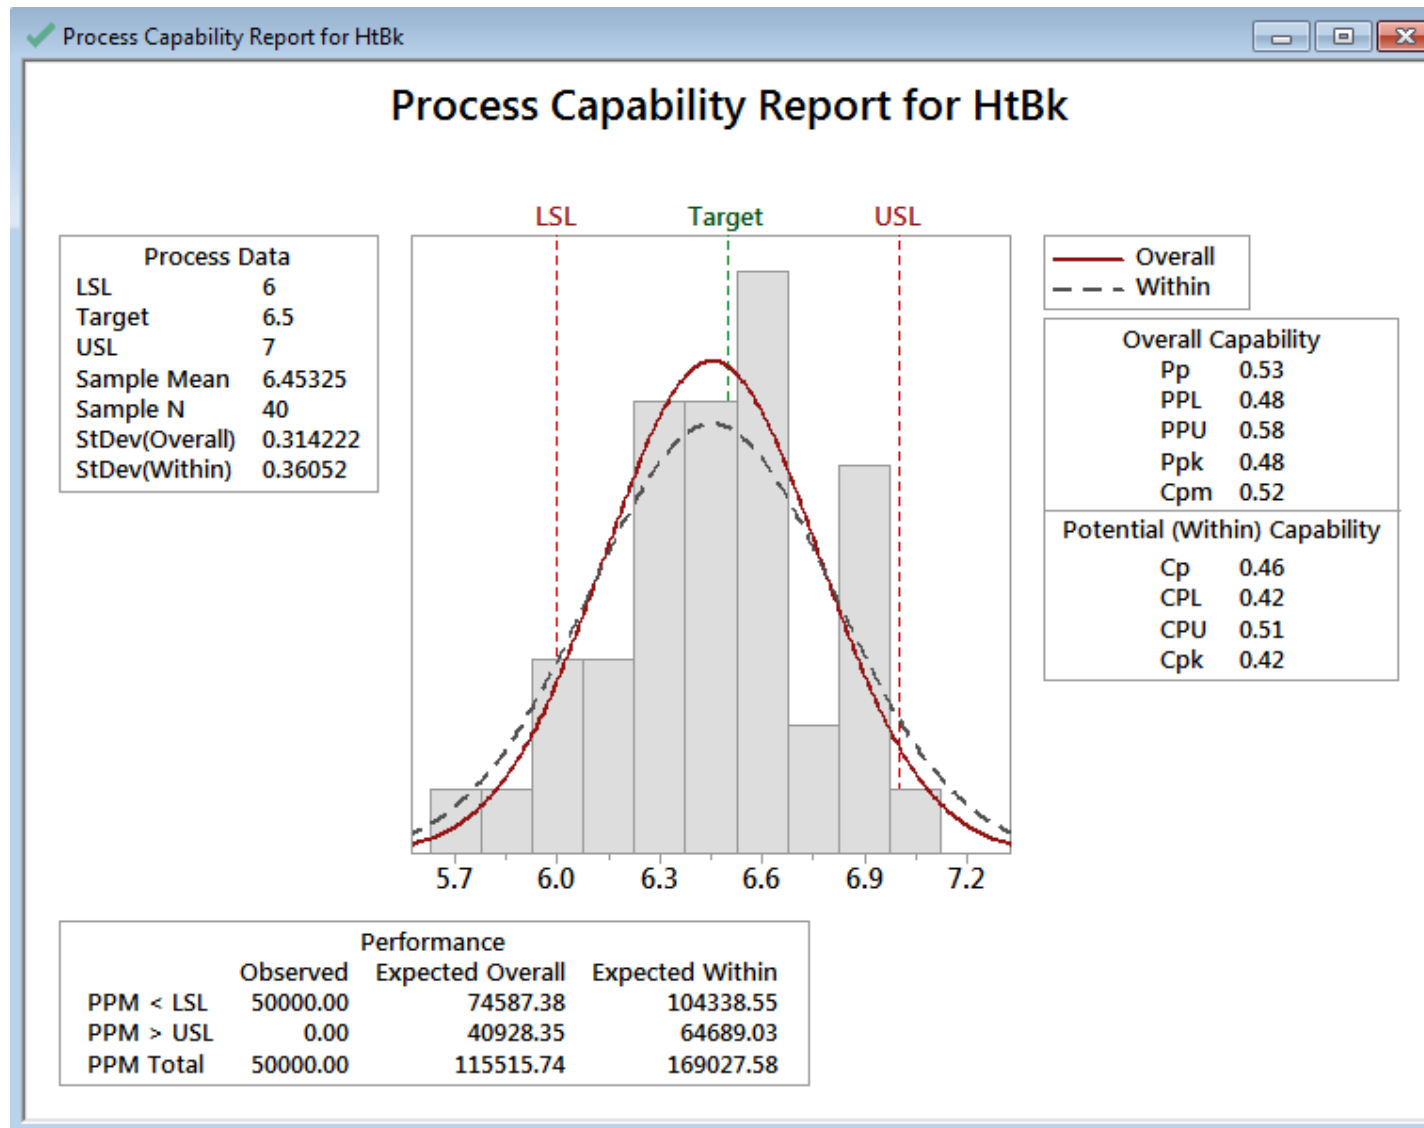 Process Capability Report for HtBk
Process Capability Report for HtBk
LSL Target USL
Process Data
LSL 6
Target 6.5
USL 7
Sample Mean 6.45325
Sample N 40
StDev(Overall) 0.314222
StDev(Within) 0.36052
Overall
Within
Overall Capability
Pp 0.53
PPL 0.48
PPU 0.58
Ppk 0.48
Cpm 0.52
Potential (Within) Capability
Cp 0.46
CPL 0.42
CPU 0.51
Cpk 0.42
5.7 6.0 6.3 6.6 6.9 7.2
Performance
Observed Expected Overall Expected Within
PPM < LSL 50000.00 74587.38 104338.55
PPM > USL 0.00 40928.35 64689.03
PPM Total 50000.00 115515.74 169027.58